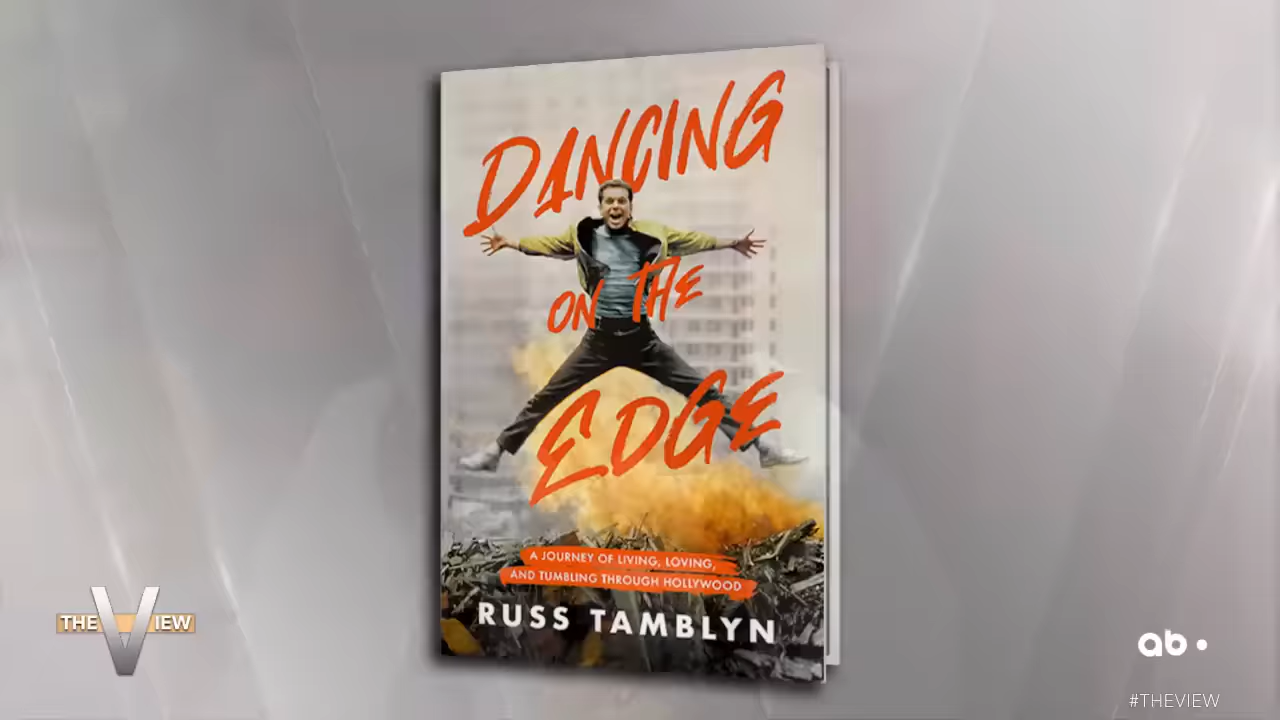 DANCING
ON THE
EDGE
A JOURNEY OF LIVING, LOVING,
AND TUMBLING THROUGH HOLLYWOOD
RUSS TAMBLYN
THE VIEW
ab
#THEVIEW